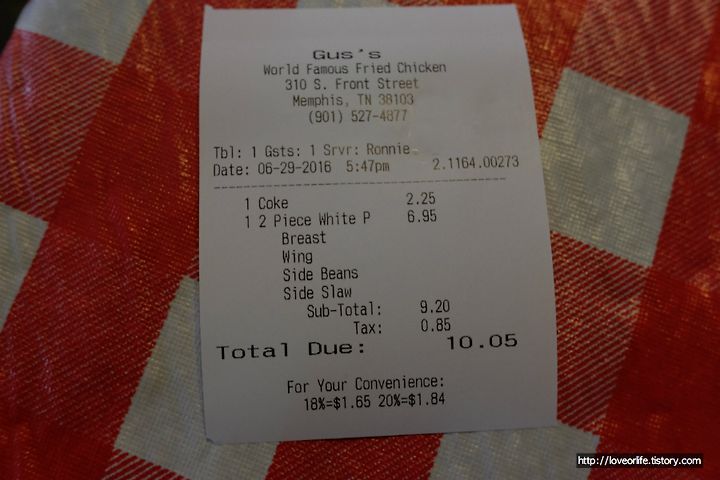 Gus's
World Famous Fried Chicken
310 S. Front Street
Memphis, TN 38103
(901) 527-4877
Tbl: 1 Gsts: 1 Srvr: Ronnie
Date: 06-29-2016 5:47pm 2.1164.00273
1 Coke 2.25
1 2 Piece White P 6.95
Breast
Wing
Side Beans
Side Slaw
Sub-Total: 9.20
Tax: 0.85
Total Due: 10.05
For Your Convenience:
18%=$1.65 20%=$1.84
http://loveorlife.tistory.com